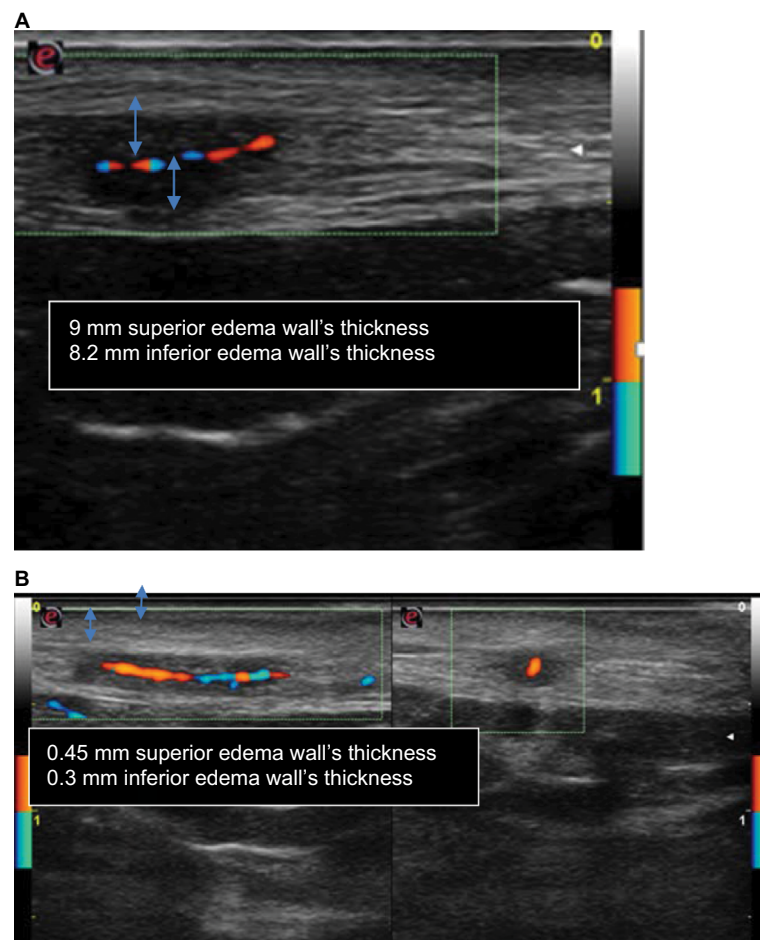 A
e
0
9 mm superior edema wall's thickness
8.2 mm inferior edema wall's thickness
1
B
0
e
e
0
0.45 mm superior edema wall's thickness
0.3 mm inferior edema wall's thickness
1
1